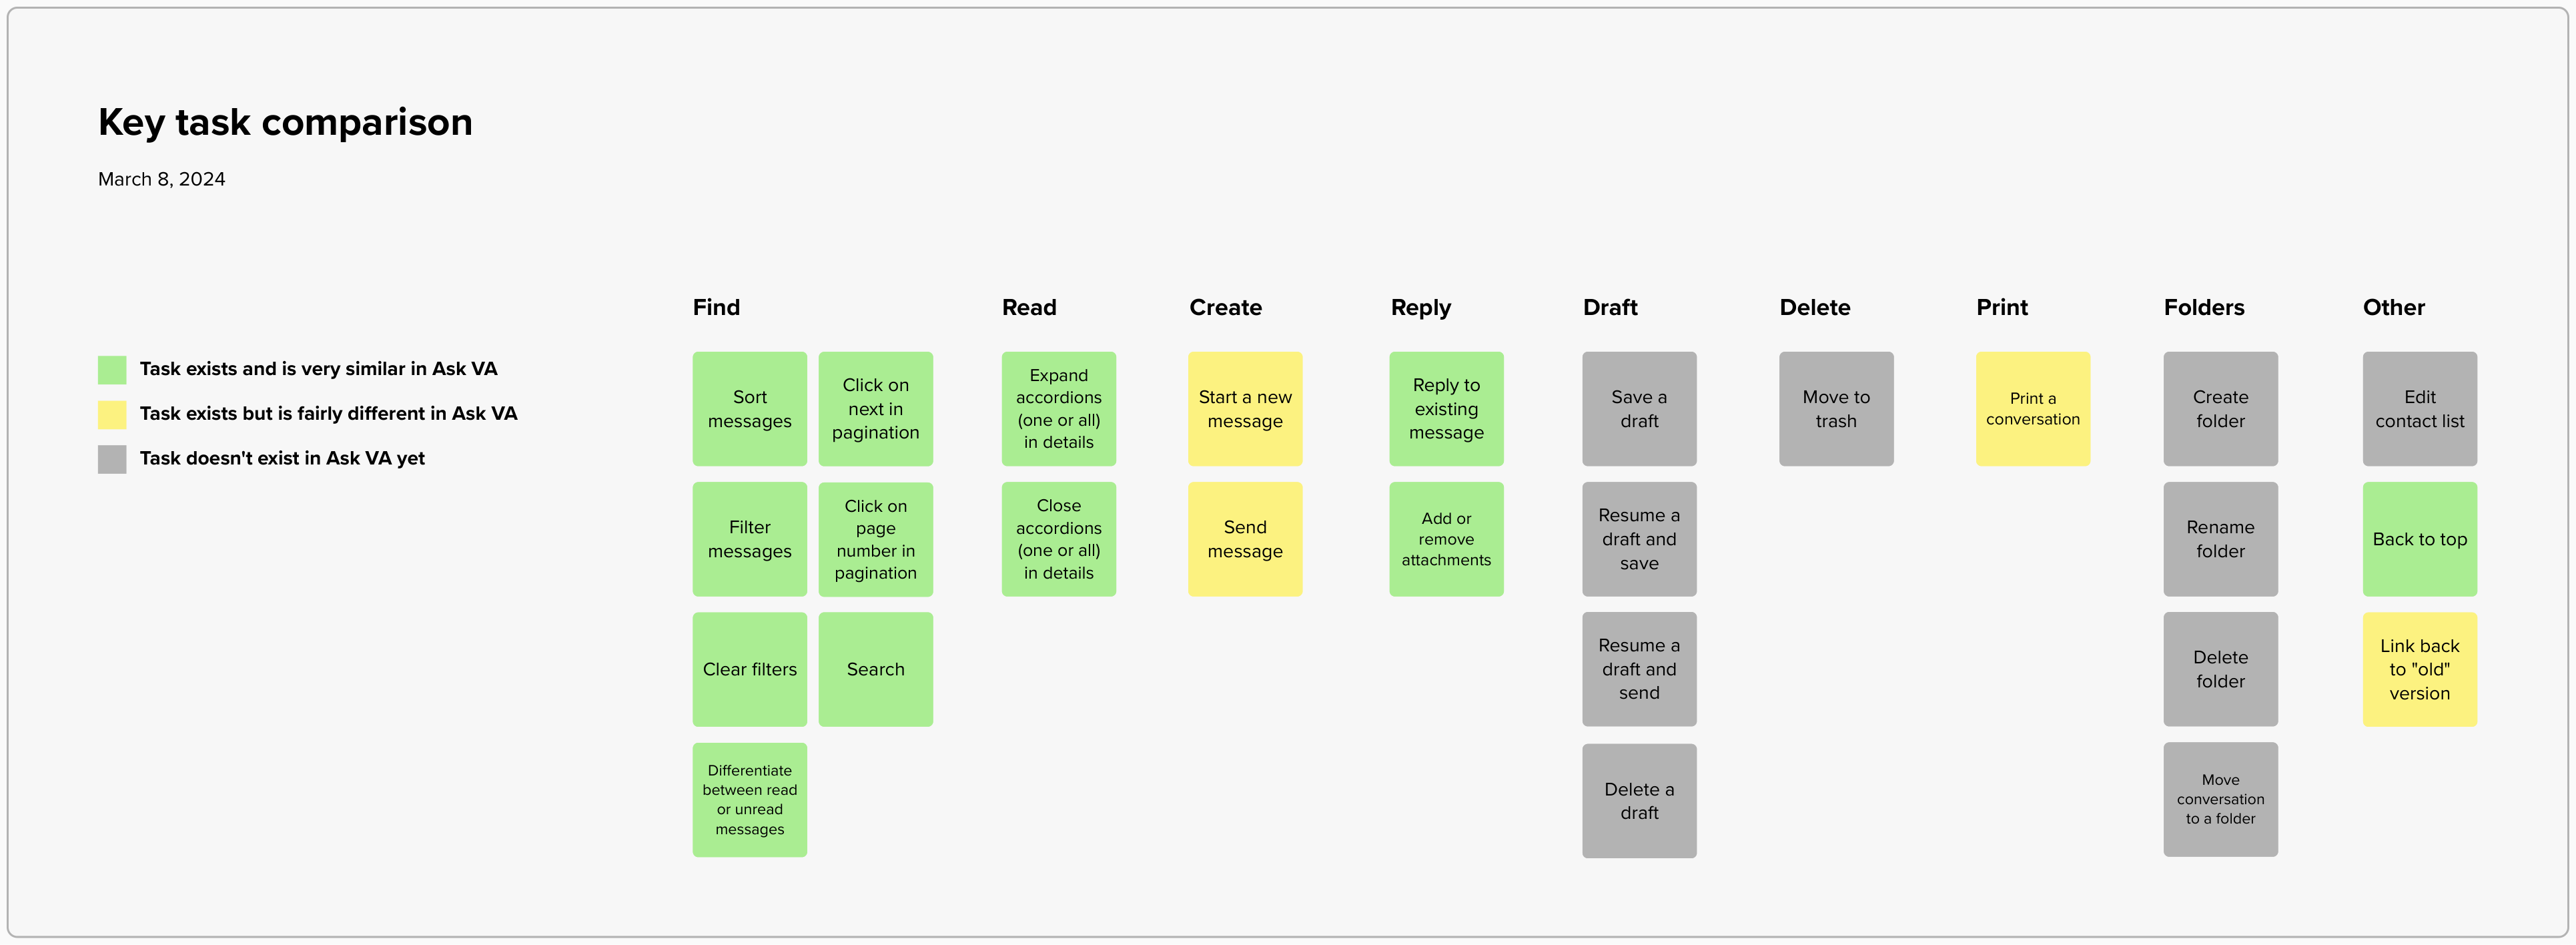 Key task comparison
March 8, 2024
Task exists and is very similar in Ask VA
Task exists but is fairly different in Ask VA
Task doesn't exist in Ask VA yet
Find
Sort
messages
Click on
next in
pagination
Filter
messages
Click on
page
number in
pagination
Clear filters
Search
Differentiate
between read
or unread
messages
Read
Expand
accordions
(one or all)
in details
Close
accordions
(one or all)
in details
Create
Start a new
message
Send
message
Reply
Reply to
existing
message
Add or
remove
attachments
Draft
Save a
draft
Resume a
draft and
save
Resume a
draft and
send
Delete a
draft
Delete
Move to
trash
Print
Print a
conversation
Folders
Create
folder
Rename
folder
Delete
folder
Move
conversation
to a folder
Other
Edit
contact list
Back to top
Link back
to "old"
version